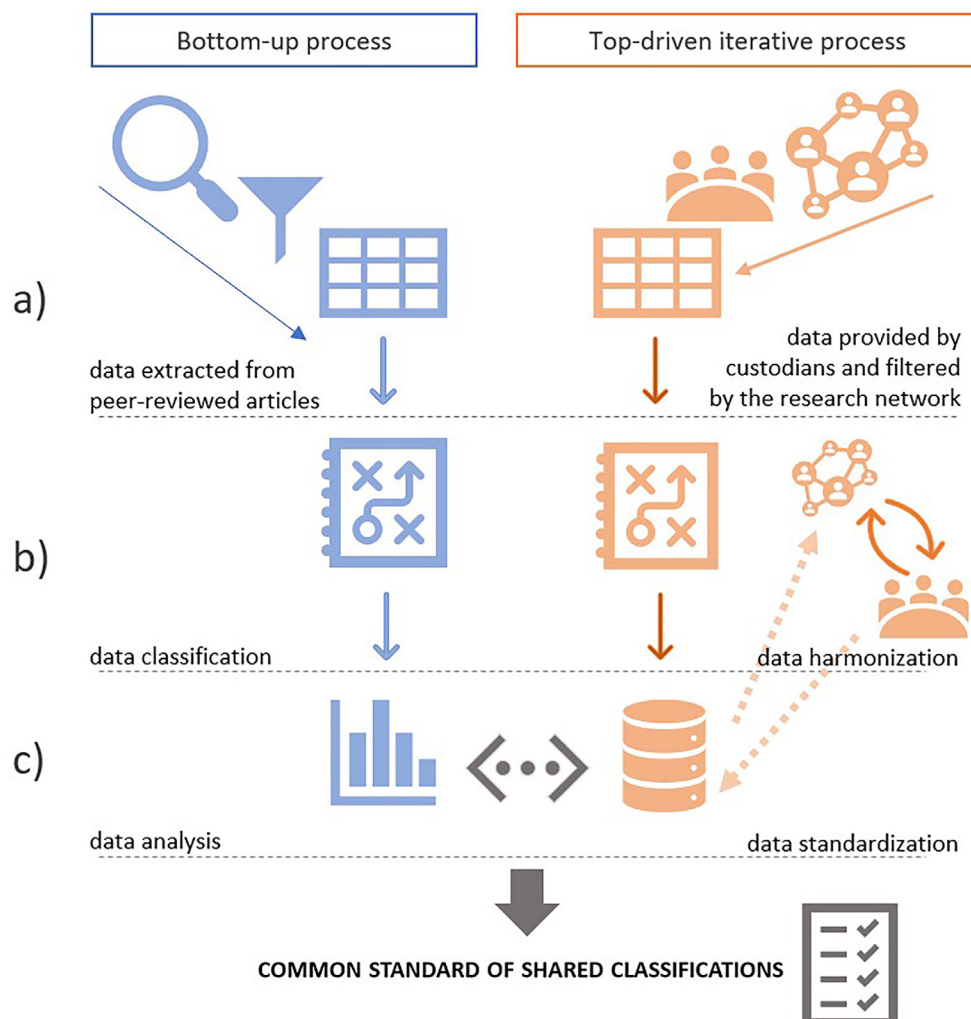 Bottom-up process
Top-driven iterative process
a)
data extracted from
peer-reviewed articles
data provided by
custodians and filtered
by the research network
b)
data classification
data harmonization
c)
data analysis
data standardization
COMMON STANDARD OF SHARED CLASSIFICATIONS